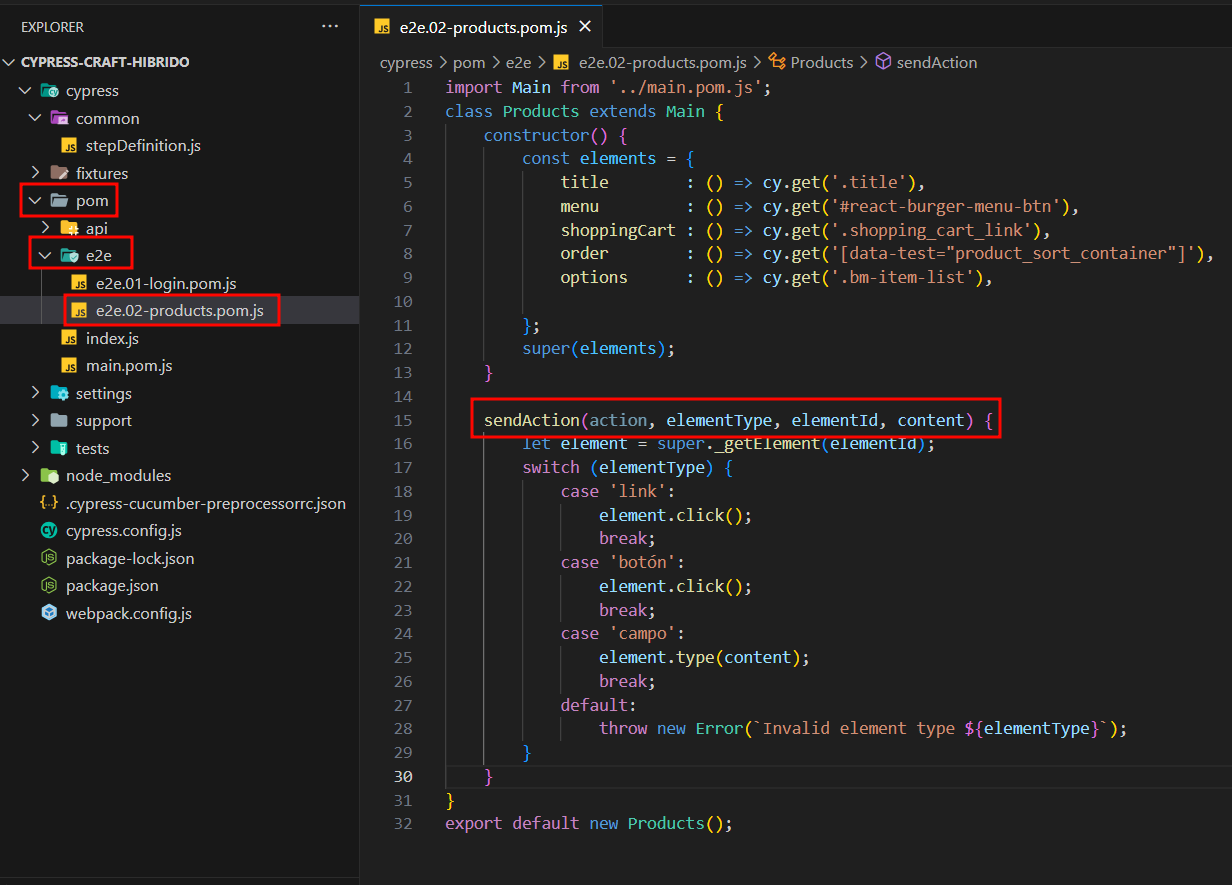 EXPLORER
...
CYPRESS-CRAFT-HIBRIDO
cypress
common
stepDefinition.js
fixtures
pom
api
e2e
e2e.01-login.pom.js
e2e.02-products.pom.js
index.js
main.pom.js
settings
support
tests
node_modules
.cypress-cucumber-preprocessorrc.json
cypress.config.js
package-lock.json
package.json
webpack.config.js
e2e.02-products.pom.js
cypress > pom > e2e > e2e.02-products.pom.js > Products > sendAction
1 import Main from '../main.pom.js';
2 class Products extends Main {
3     constructor() {
4         const elements = {
5             title        : () => cy.get('.title'),
6             menu         : () => cy.get('#react-burger-menu-btn'),
7             shoppingCart : () => cy.get('.shopping_cart_link'),
8             order        : () => cy.get('[data-test="product_sort_container"]'),
9             options      : () => cy.get('.bm-item-list'),
10
11         };
12         super(elements);
13     }
14
15     sendAction(action, elementType, elementId, content) {
16         let element = super._getElement(elementId);
17         switch (elementType) {
18             case 'link':
19                 element.click();
20                 break;
21             case 'botón':
22                 element.click();
23                 break;
24             case 'campo':
25                 element.type(content);
26                 break;
27             default:
28                 throw new Error(`Invalid element type ${elementType}`);
29         }
30     }
31 }
32 export default new Products();